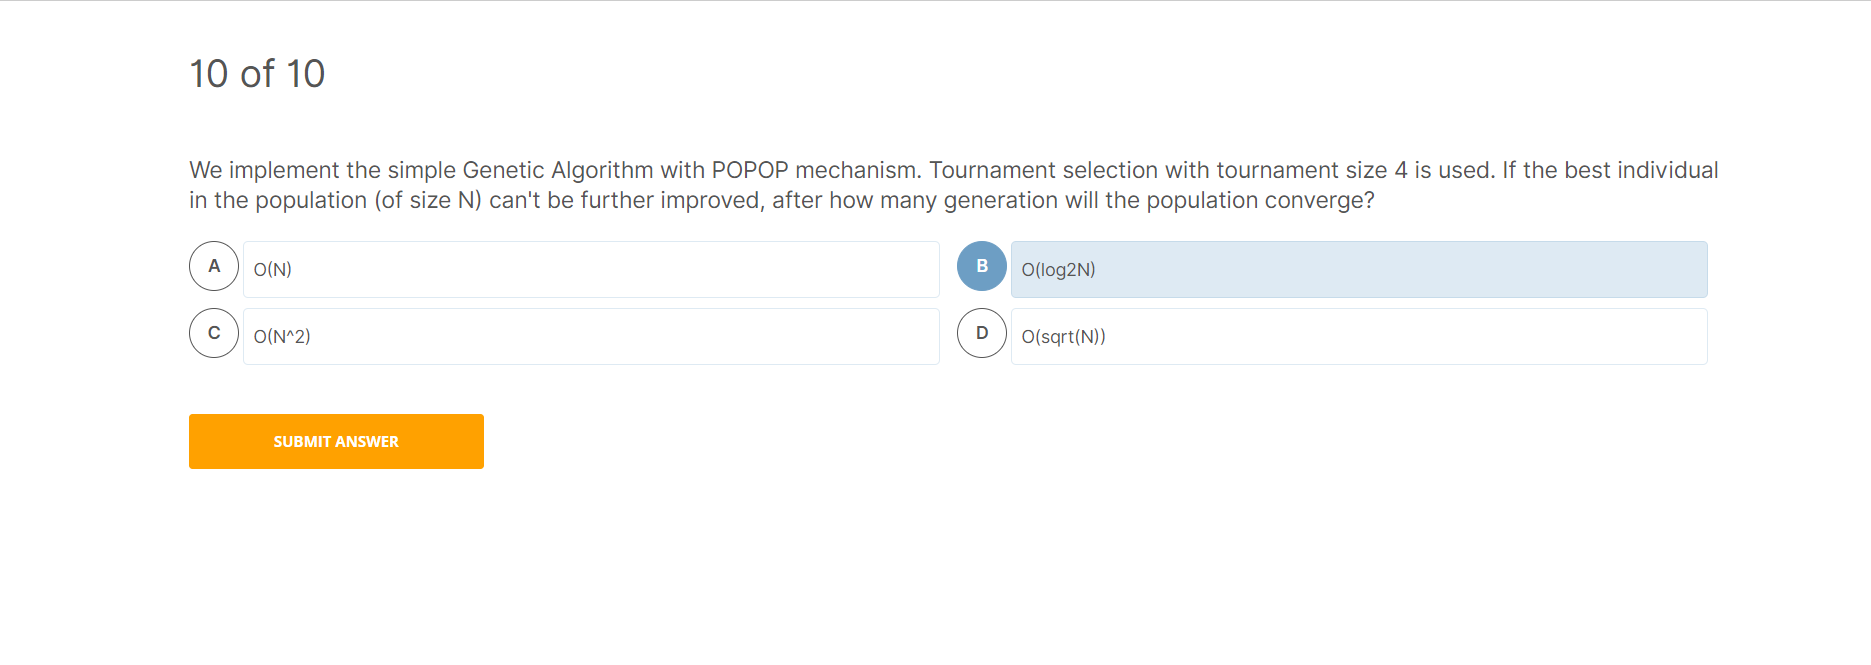 10 of 10
We implement the simple Genetic Algorithm with POPOP mechanism. Tournament selection with tournament size 4 is used. If the best individual
in the population (of size N) can't be further improved, after how many generation will the population converge?
A O(N)
B O(log2N)
C O(N^2)
D O(sqrt(N))
SUBMIT ANSWER